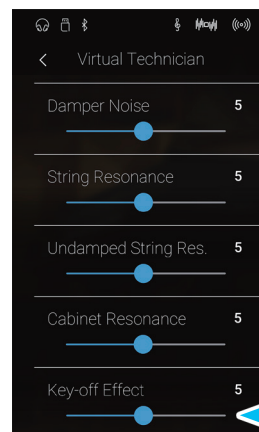 Virtual Technician
Damper Noise 5
String Resonance 5
Undamped String Res. 5
Cabinet Resonance 5
Key-off Effect 5